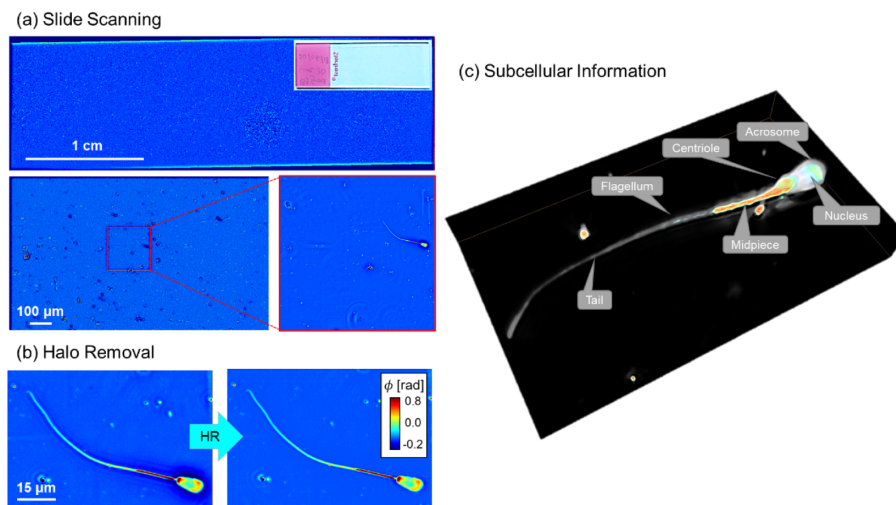 (a) Slide Scanning
1 cm
100 µm
(b) Halo Removal
15 µm
HR
ϕ [rad]
0.8
0.0
-0.2
(c) Subcellular Information
Acrosome
Centriole
Flagellum
Nucleus
Midpiece
Tail